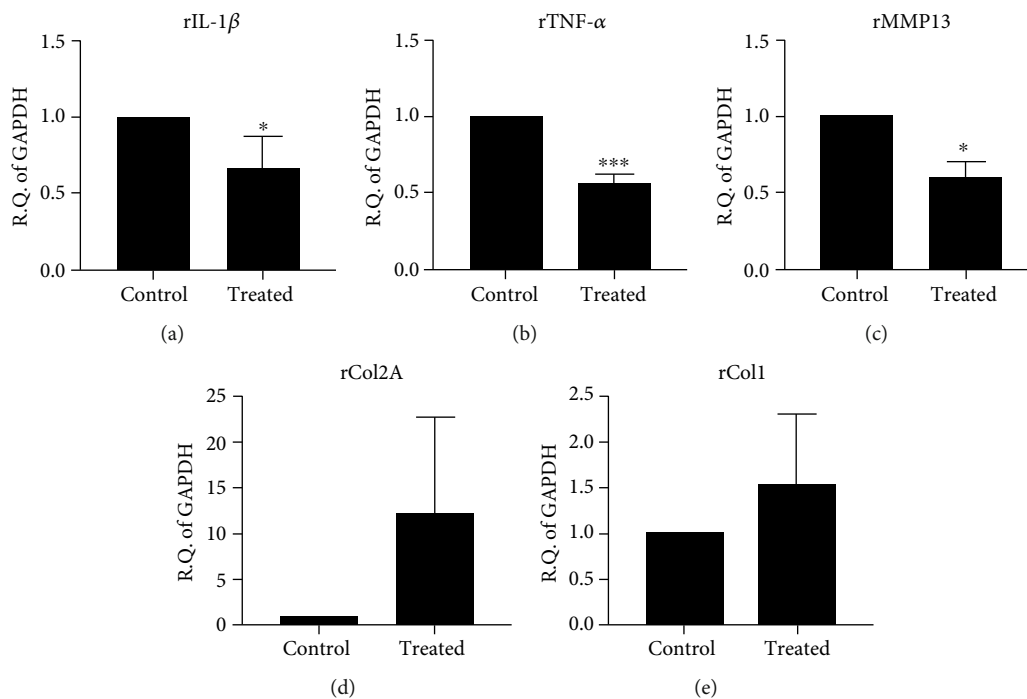 rIL-1β
1.5
1.0
0.5
0.0
R.Q. of GAPDH
*
Control Treated
(a)
rTNF-α
1.5
1.0
0.5
0.0
R.Q. of GAPDH
***
Control Treated
(b)
rMMP13
1.5
1.0
0.5
0.0
R.Q. of GAPDH
*
Control Treated
(c)
rCol2A
25
20
15
10
5
0
R.Q. of GAPDH
Control Treated
(d)
rCol1
2.5
2.0
1.5
1.0
0.5
0.0
R.Q. of GAPDH
Control Treated
(e)